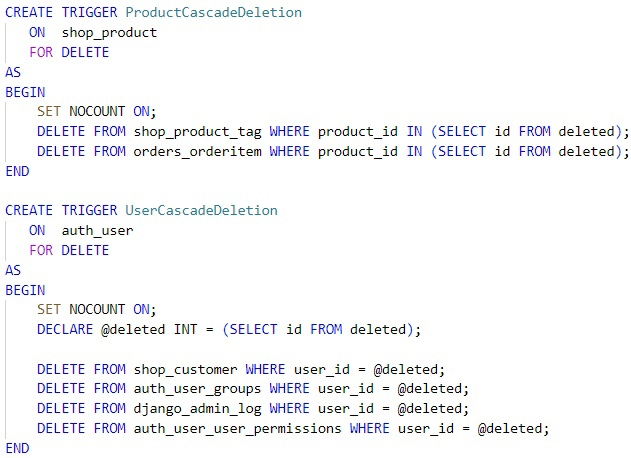 CREATE TRIGGER ProductCascadeDeletion
ON shop_product
FOR DELETE
AS
BEGIN
SET NOCOUNT ON;
DELETE FROM shop_product_tag WHERE product_id IN (SELECT id FROM deleted);
DELETE FROM orders_orderitem WHERE product_id IN (SELECT id FROM deleted);
END
CREATE TRIGGER UserCascadeDeletion
ON auth_user
FOR DELETE
AS
BEGIN
SET NOCOUNT ON;
DECLARE @deleted INT = (SELECT id FROM deleted);
DELETE FROM shop_customer WHERE user_id = @deleted;
DELETE FROM auth_user_groups WHERE user_id = @deleted;
DELETE FROM django_admin_log WHERE user_id = @deleted;
DELETE FROM auth_user_user_permissions WHERE user_id = @deleted;
END